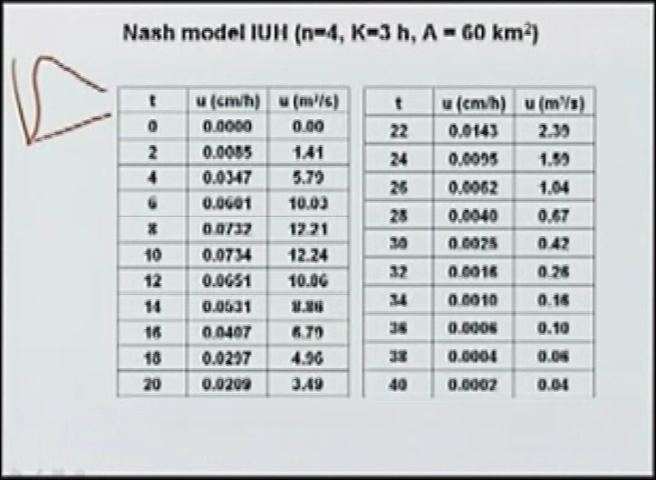 Nash model IUH (n=4, K=3 h, A = 60 km²)
t u (cm/h) u (m³/s)
0 0.0000 0.00
2 0.0085 1.41
4 0.0347 5.79
6 0.0601 10.03
8 0.0732 12.21
10 0.0734 12.24
12 0.0651 10.86
14 0.0531 8.86
16 0.0407 6.79
18 0.0297 4.96
20 0.0209 3.49
t u (cm/h) u (m³/s)
22 0.0143 2.39
24 0.0095 1.59
26 0.0062 1.04
28 0.0040 0.67
30 0.0025 0.42
32 0.0016 0.26
34 0.0010 0.16
36 0.0006 0.10
38 0.0004 0.06
40 0.0002 0.04